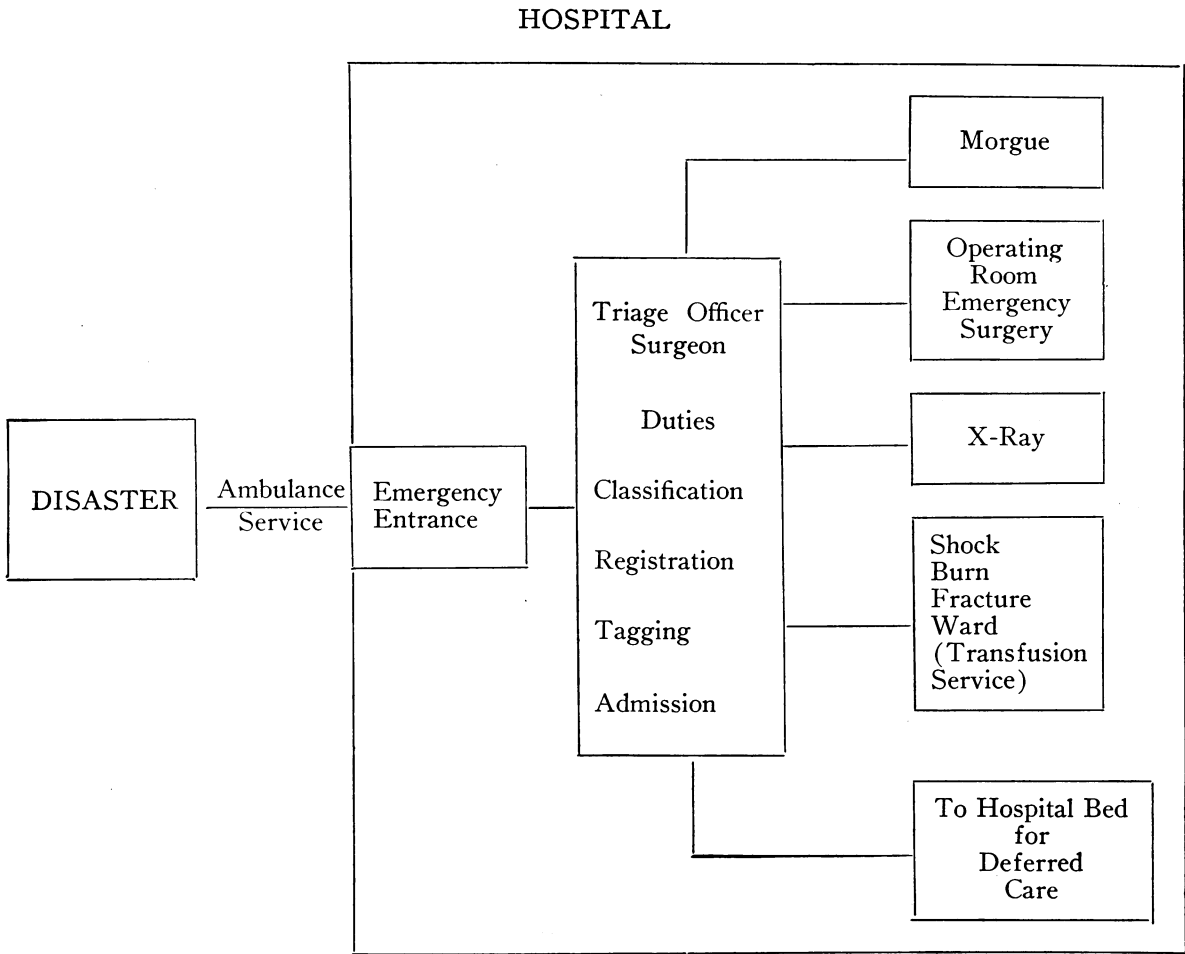 HOSPITAL
DISASTER
Ambulance
Service
Emergency
Entrance
Triage Officer
Surgeon
Duties
Classification
Registration
Tagging
Admission
Morgue
Operating
Room
Emergency
Surgery
X-Ray
Shock
Burn
Fracture
Ward
(Transfusion
Service)
To Hospital Bed
for
Deferred
Care